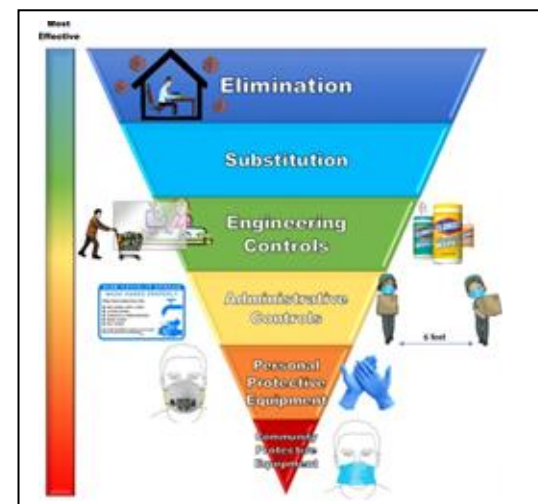 Most
Effective
Elimination
Substitution
Engineering
Controls
Administrative
Controls
6 feet
Personal
Protective
Equipment
Community
Protective
Equipment